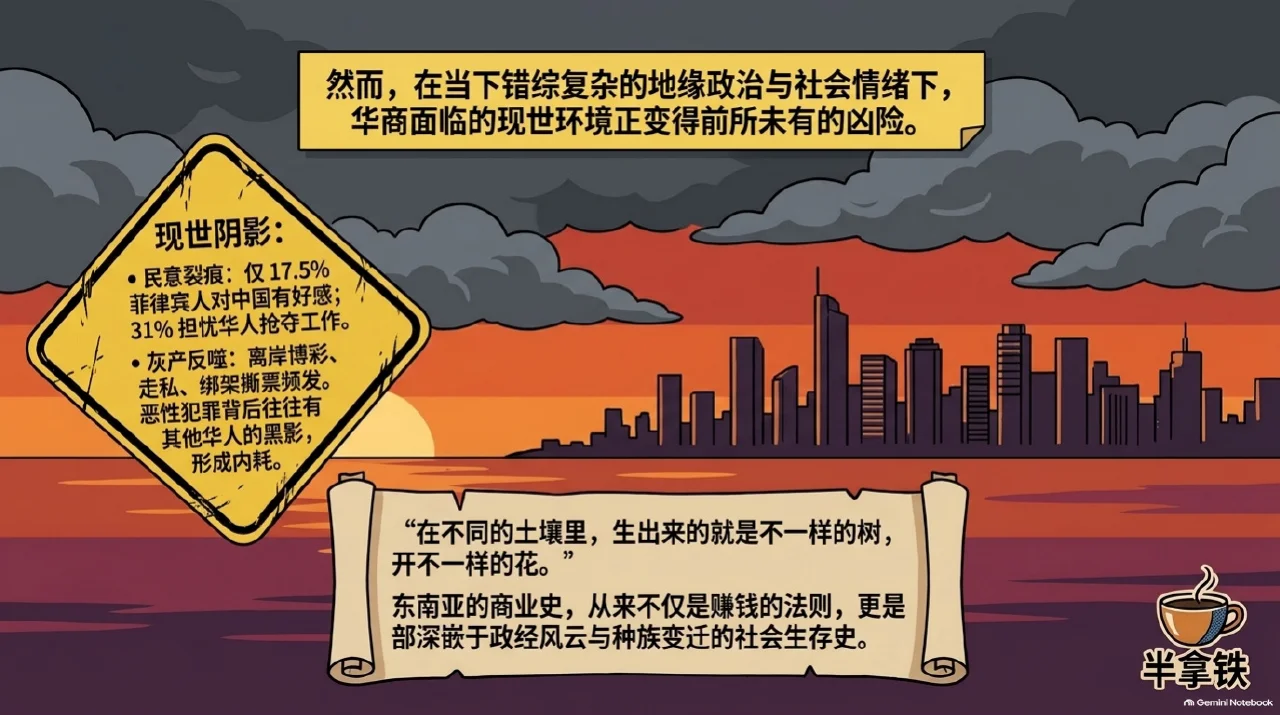 然而，在当下错综复杂的地缘政治与社会情绪下，
华商面临的现世环境正变得前所未有的凶险。
现世阴影：
• 民意裂痕：仅 17.5%
菲律宾人对中国有好感；
31% 担忧华人抢夺工作。
• 灰产反噬：离岸博彩、
走私、绑架撕票频发。
恶性犯罪背后往往有
其他华人的黑影，
形成内耗。
“在不同的土壤里，生出来的就是不一样的树，
开不一样的花。”
东南亚的商业史，从来不仅是赚钱的法则，更是
部深嵌于政经风云与种族变迁的社会生存史。
半拿铁
Gemini Notebook